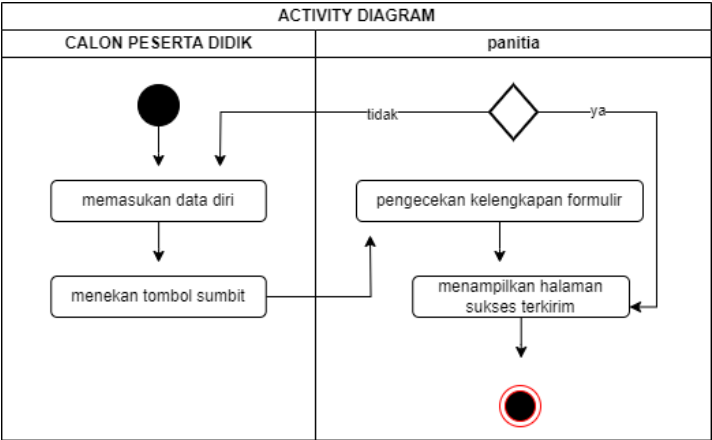 ACTIVITY DIAGRAM
CALON PESERTA DIDIK
panitia
tidak
ya
memasukan data diri
pengecekan kelengkapan formulir
menekan tombol sumbit
menampilkan halaman
sukses terkirim